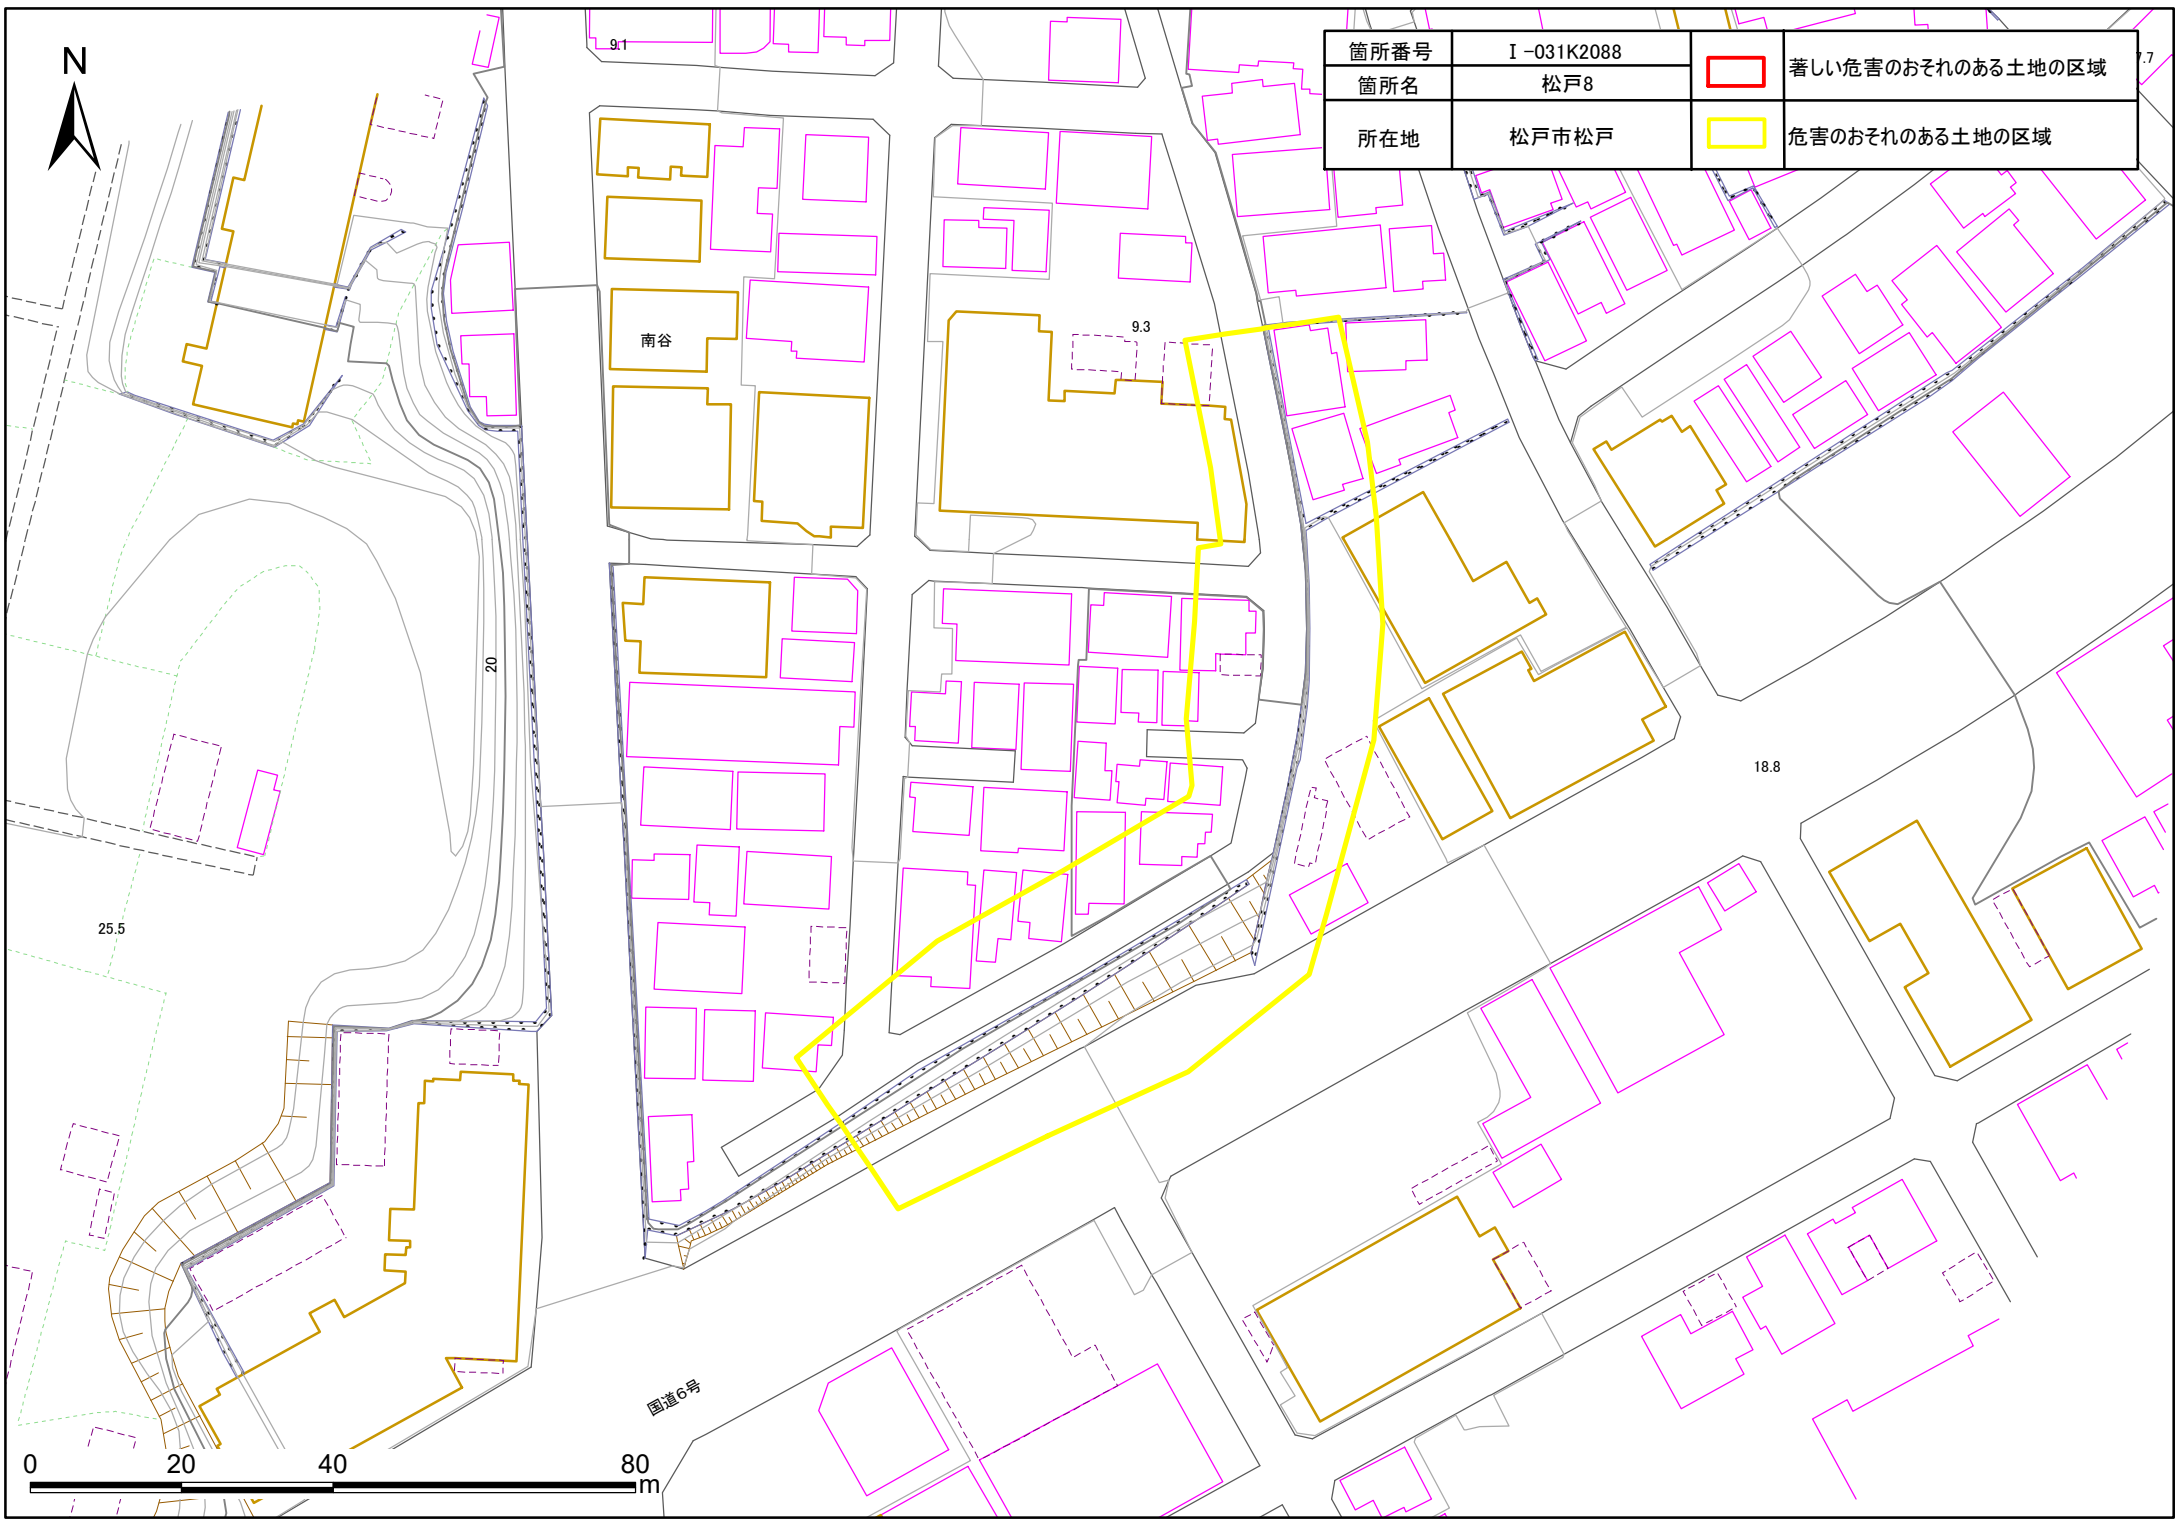 N
9.1
箇所番号 Ⅰ-031K2088 著しい危害のおそれのある土地の区域
7.7
箇所名 松戸8
所在地 松戸市松戸 危害のおそれのある土地の区域
9.3
南谷
20
18.8
25.5
国道6号
0 20 40 80
m